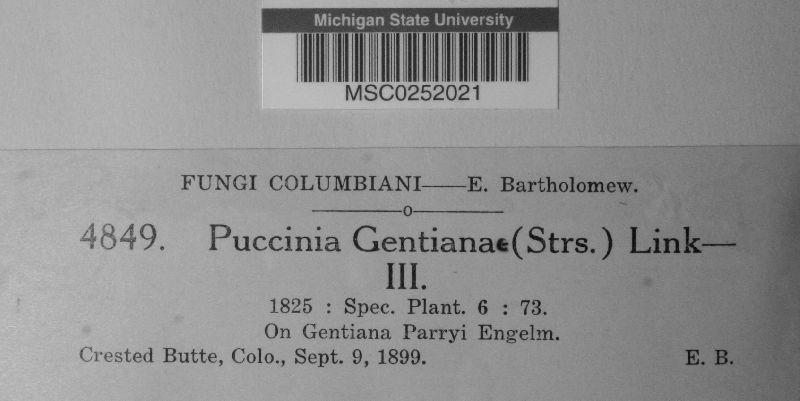 Michigan State University
MSC0252021
FUNGI COLUMBIANI——E. Bartholomew.
4849. Puccinia Gentianae (Strs.) Link—
III.
1825 : Spec. Plant. 6 : 73.
On Gentiana Parryi Engelm.
Crested Butte, Colo., Sept. 9, 1899. E. B.